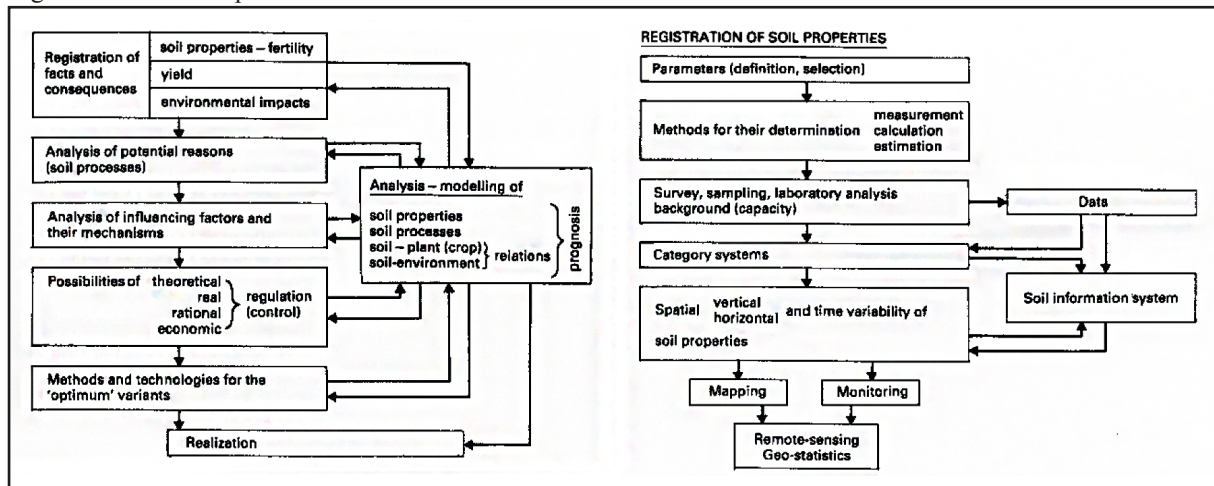 Registration of
facts and
consequences
soil properties – fertility
yield
environmental impacts
Analysis of potential reasons
(soil processes)
Analysis of influencing factors and
their mechanisms
Possibilities of theoretical
real
rational
economic
regulation
(control)
Methods and technologies for the
'optimum' variants
Realization
Analysis – modelling of
soil properties
soil processes
soil – plant (crop)
soil-environment
relations
prognosis
REGISTRATION OF SOIL PROPERTIES
Parameters (definition, selection)
Methods for their determination
measurement
calculation
estimation
Survey, sampling, laboratory analysis
background (capacity)
Data
Category systems
Soil information system
Spatial
vertical
horizontal
and time variability of
soil properties
Mapping
Monitoring
Remote-sensing
Geo-statistics